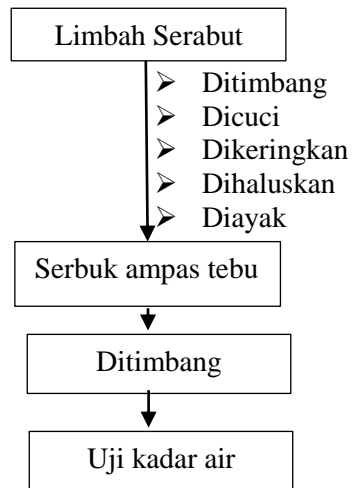 Limbah Serabut
➢ Ditimbang
➢ Dicuci
➢ Dikeringkan
➢ Dihaluskan
➢ Diayak
Serbuk ampas tebu
Ditimbang
Uji kadar air